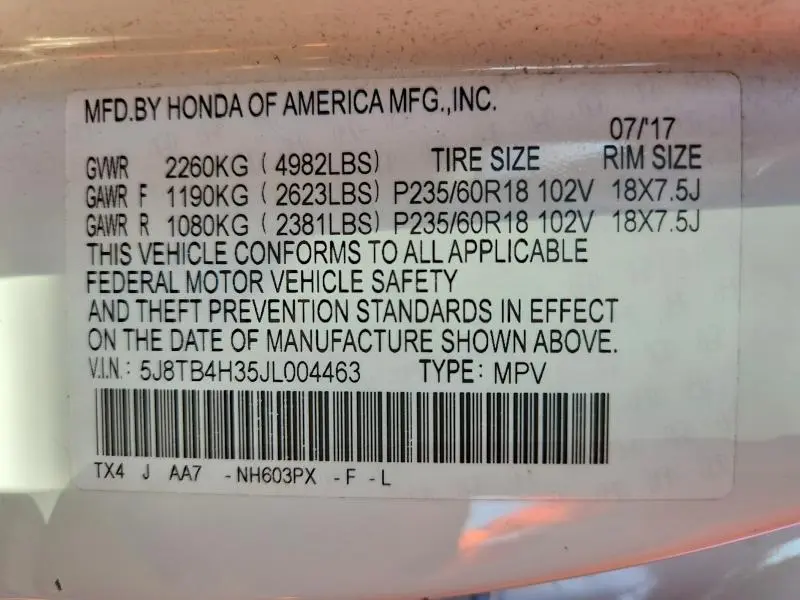 MFD.BY HONDA OF AMERICA MFG.,INC.
07/'17
GVWR 2260KG ( 4982LBS) TIRE SIZE RIM SIZE
GAWR F 1190KG ( 2623LBS) P235/60R18 102V 18X7.5J
GAWR R 1080KG ( 2381LBS) P235/60R18 102V 18X7.5J
THIS VEHICLE CONFORMS TO ALL APPLICABLE
FEDERAL MOTOR VEHICLE SAFETY
AND THEFT PREVENTION STANDARDS IN EFFECT
ON THE DATE OF MANUFACTURE SHOWN ABOVE.
V.I.N.: 5J8TB4H35JL004463 TYPE: MPV
TX4 J AA7 -NH603PX -F -L